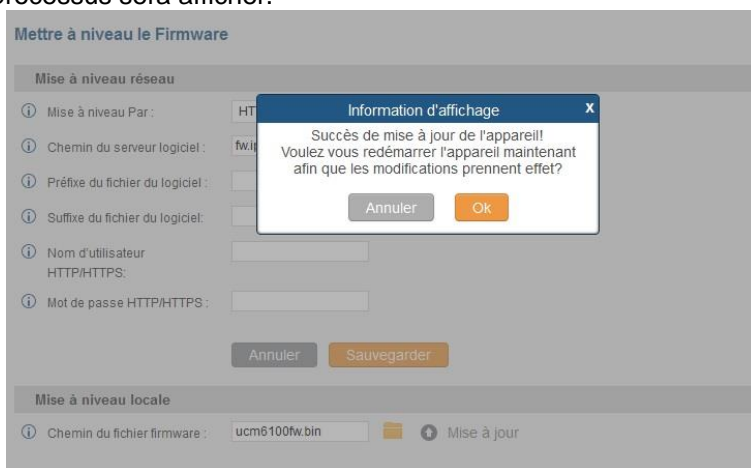 processus sera afficher.
Mettre à niveau le Firmware
Mise à niveau réseau
Mise à niveau Par :
HT
Information d'affichage
X
Succès de mise à jour de l'appareil!
Voulez vous redémarrer l'appareil maintenant
afin que les modifications prennent effet?
Annuler
Ok
Chemin du serveur logiciel :
fw.ip
Préfixe du fichier du logiciel :
Suffixe du fichier du logiciel:
Nom d'utilisateur
HTTP/HTTPS:
Mot de passe HTTP/HTTPS :
Annuler
Sauvegarder
Mise à niveau locale
Chemin du fichier firmware :
ucm6100fw.bin
Mise à jour